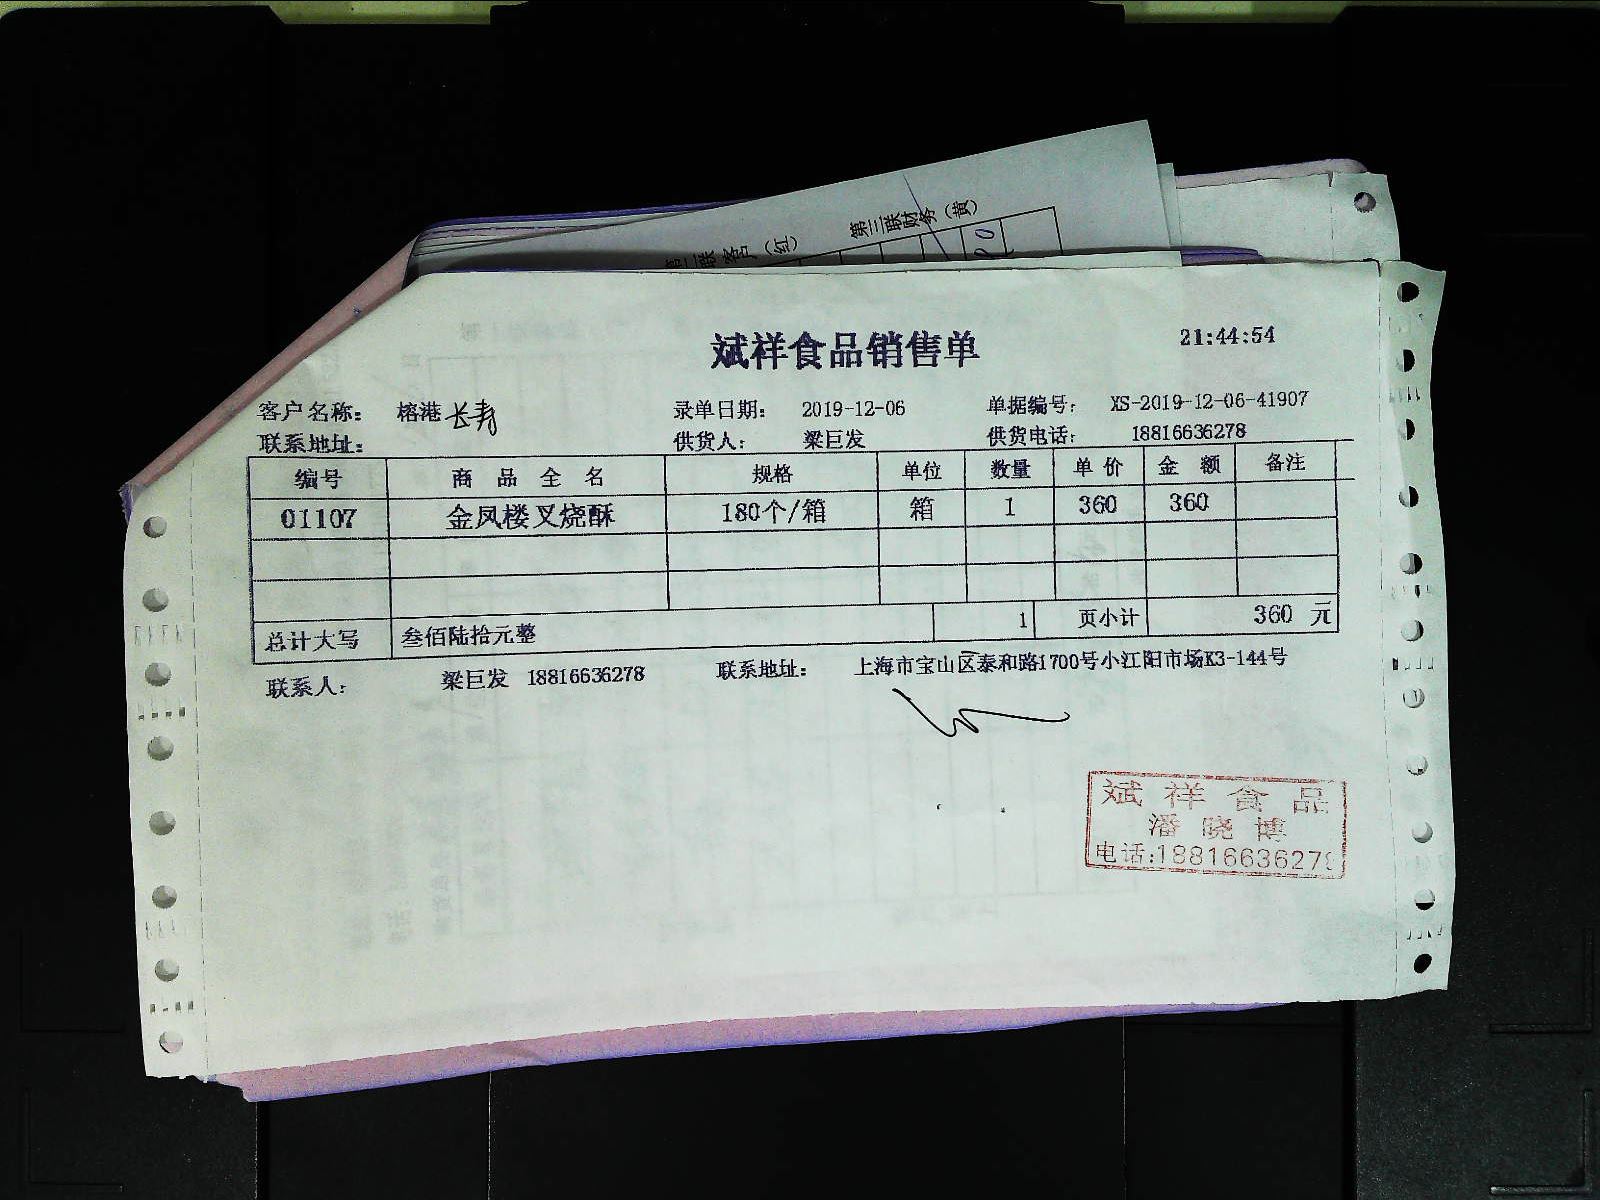 第二联客户（红）
第三联财务（黄）
斌祥食品销售单
21:44:54
客户名称： 榕港 长寿 录单日期： 2019-12-06 单据编号： XS-2019-12-06-41907
联系地址： 供货人： 梁巨发 供货电话： 18816636278
编号 商品全名 规格 单位 数量 单价 金额 备注
01107 金凤楼叉烧酥 180个/箱 箱 1 360 360
总计大写 叁佰陆拾元整 1 页小计 360 元
联系人： 梁巨发 18816636278 联系地址： 上海市宝山区泰和路1700号小江阳市场K3-144号
斌祥食品
潘晓博
电话:18816636278